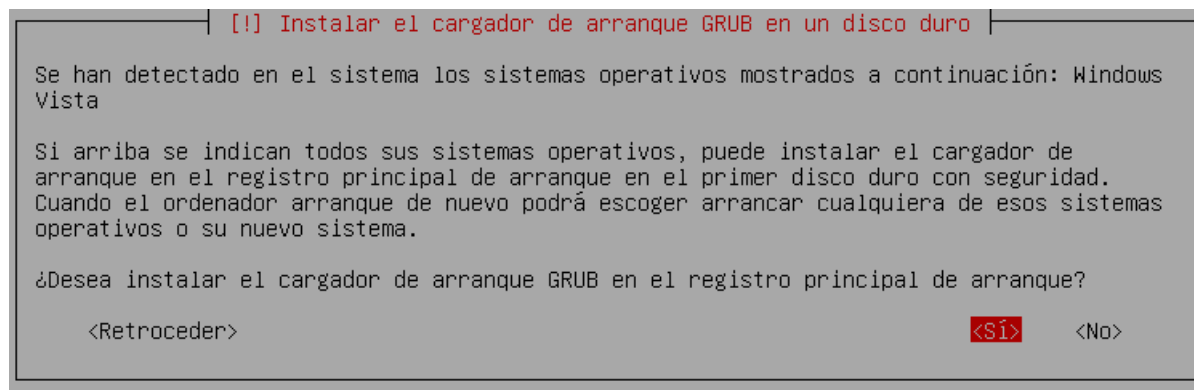 [!] Instalar el cargador de arranque GRUB en un disco duro
Se han detectado en el sistema los sistemas operativos mostrados a continuación: Windows
Vista
Si arriba se indican todos sus sistemas operativos, puede instalar el cargador de
arranque en el registro principal de arranque en el primer disco duro con seguridad.
Cuando el ordenador arranque de nuevo podrá escoger arrancar cualquiera de esos sistemas
operativos o su nuevo sistema.
¿Desea instalar el cargador de arranque GRUB en el registro principal de arranque?
<Retroceder> <Sí> <No>